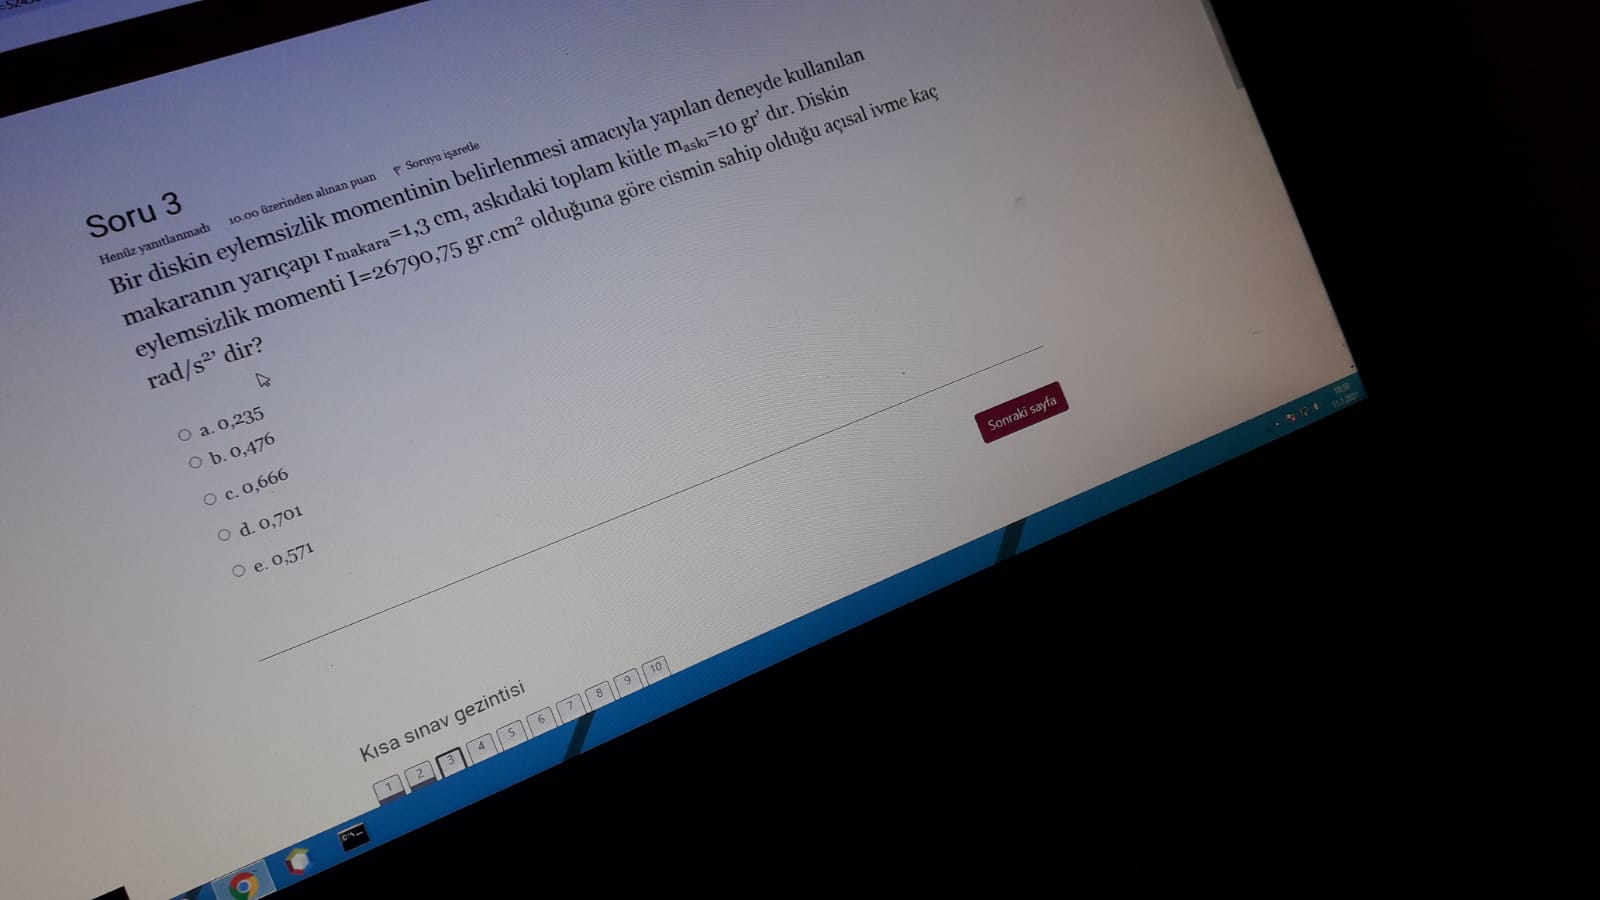 Soru 3
Henüz yanıtlanmadı 10.00 üzerinden alınan puan Soruyu işaretle
Bir diskin eylemsizlik momentinin belirlenmesi amacıyla yapılan deneyde kullanılan
makaranın yarıçapı rmakara=1,3 cm, askıdaki toplam kütle maskı=10 gr' dır. Diskin
eylemsizlik momenti I=26790,75 gr.cm² olduğuna göre cismin sahip olduğu açısal ivme kaç
rad/s²' dir?
a. 0,235
b. 0,476
c. 0,666
d. 0,701
e. 0,571
Sonraki sayfa
Kısa sınav gezintisi
1 2 3 4 5 6 7 8 9 10